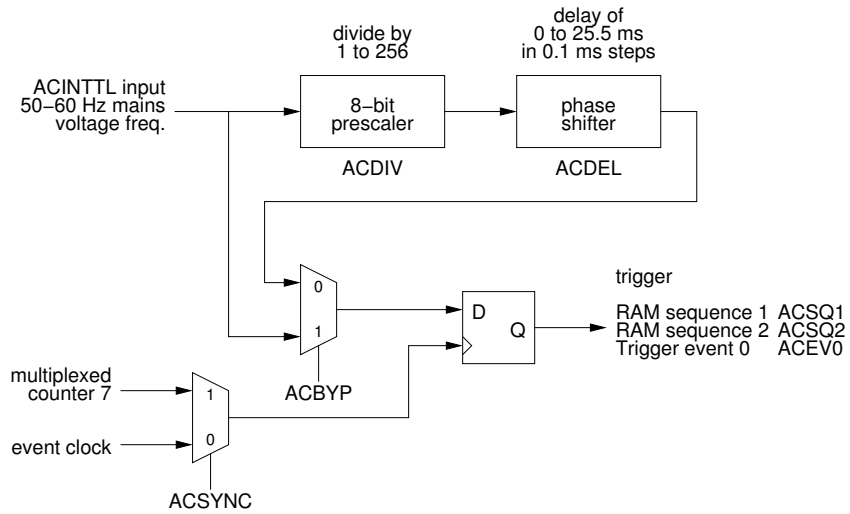 divide by
1 to 256
delay of
0 to 25.5 ms
in 0.1 ms steps
ACINTTL input
50−60 Hz mains
voltage freq.
8−bit
prescaler
phase
shifter
ACDIV
ACDEL
0
1
ACBYP
D
Q
trigger
RAM sequence 1 ACSQ1
RAM sequence 2 ACSQ2
Trigger event 0 ACEV0
multiplexed
counter 7
event clock
1
0
ACSYNC